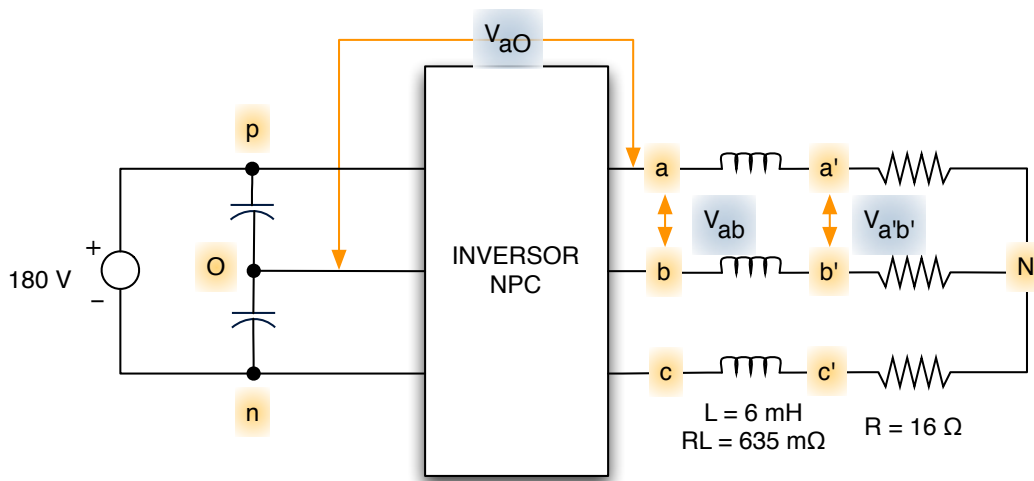 VaO
p
a
a'
+
180 V
−
O
INVERSOR
NPC
Vab
Va'b'
b
b'
N
n
c
c'
L = 6 mH
RL = 635 mΩ
R = 16 Ω